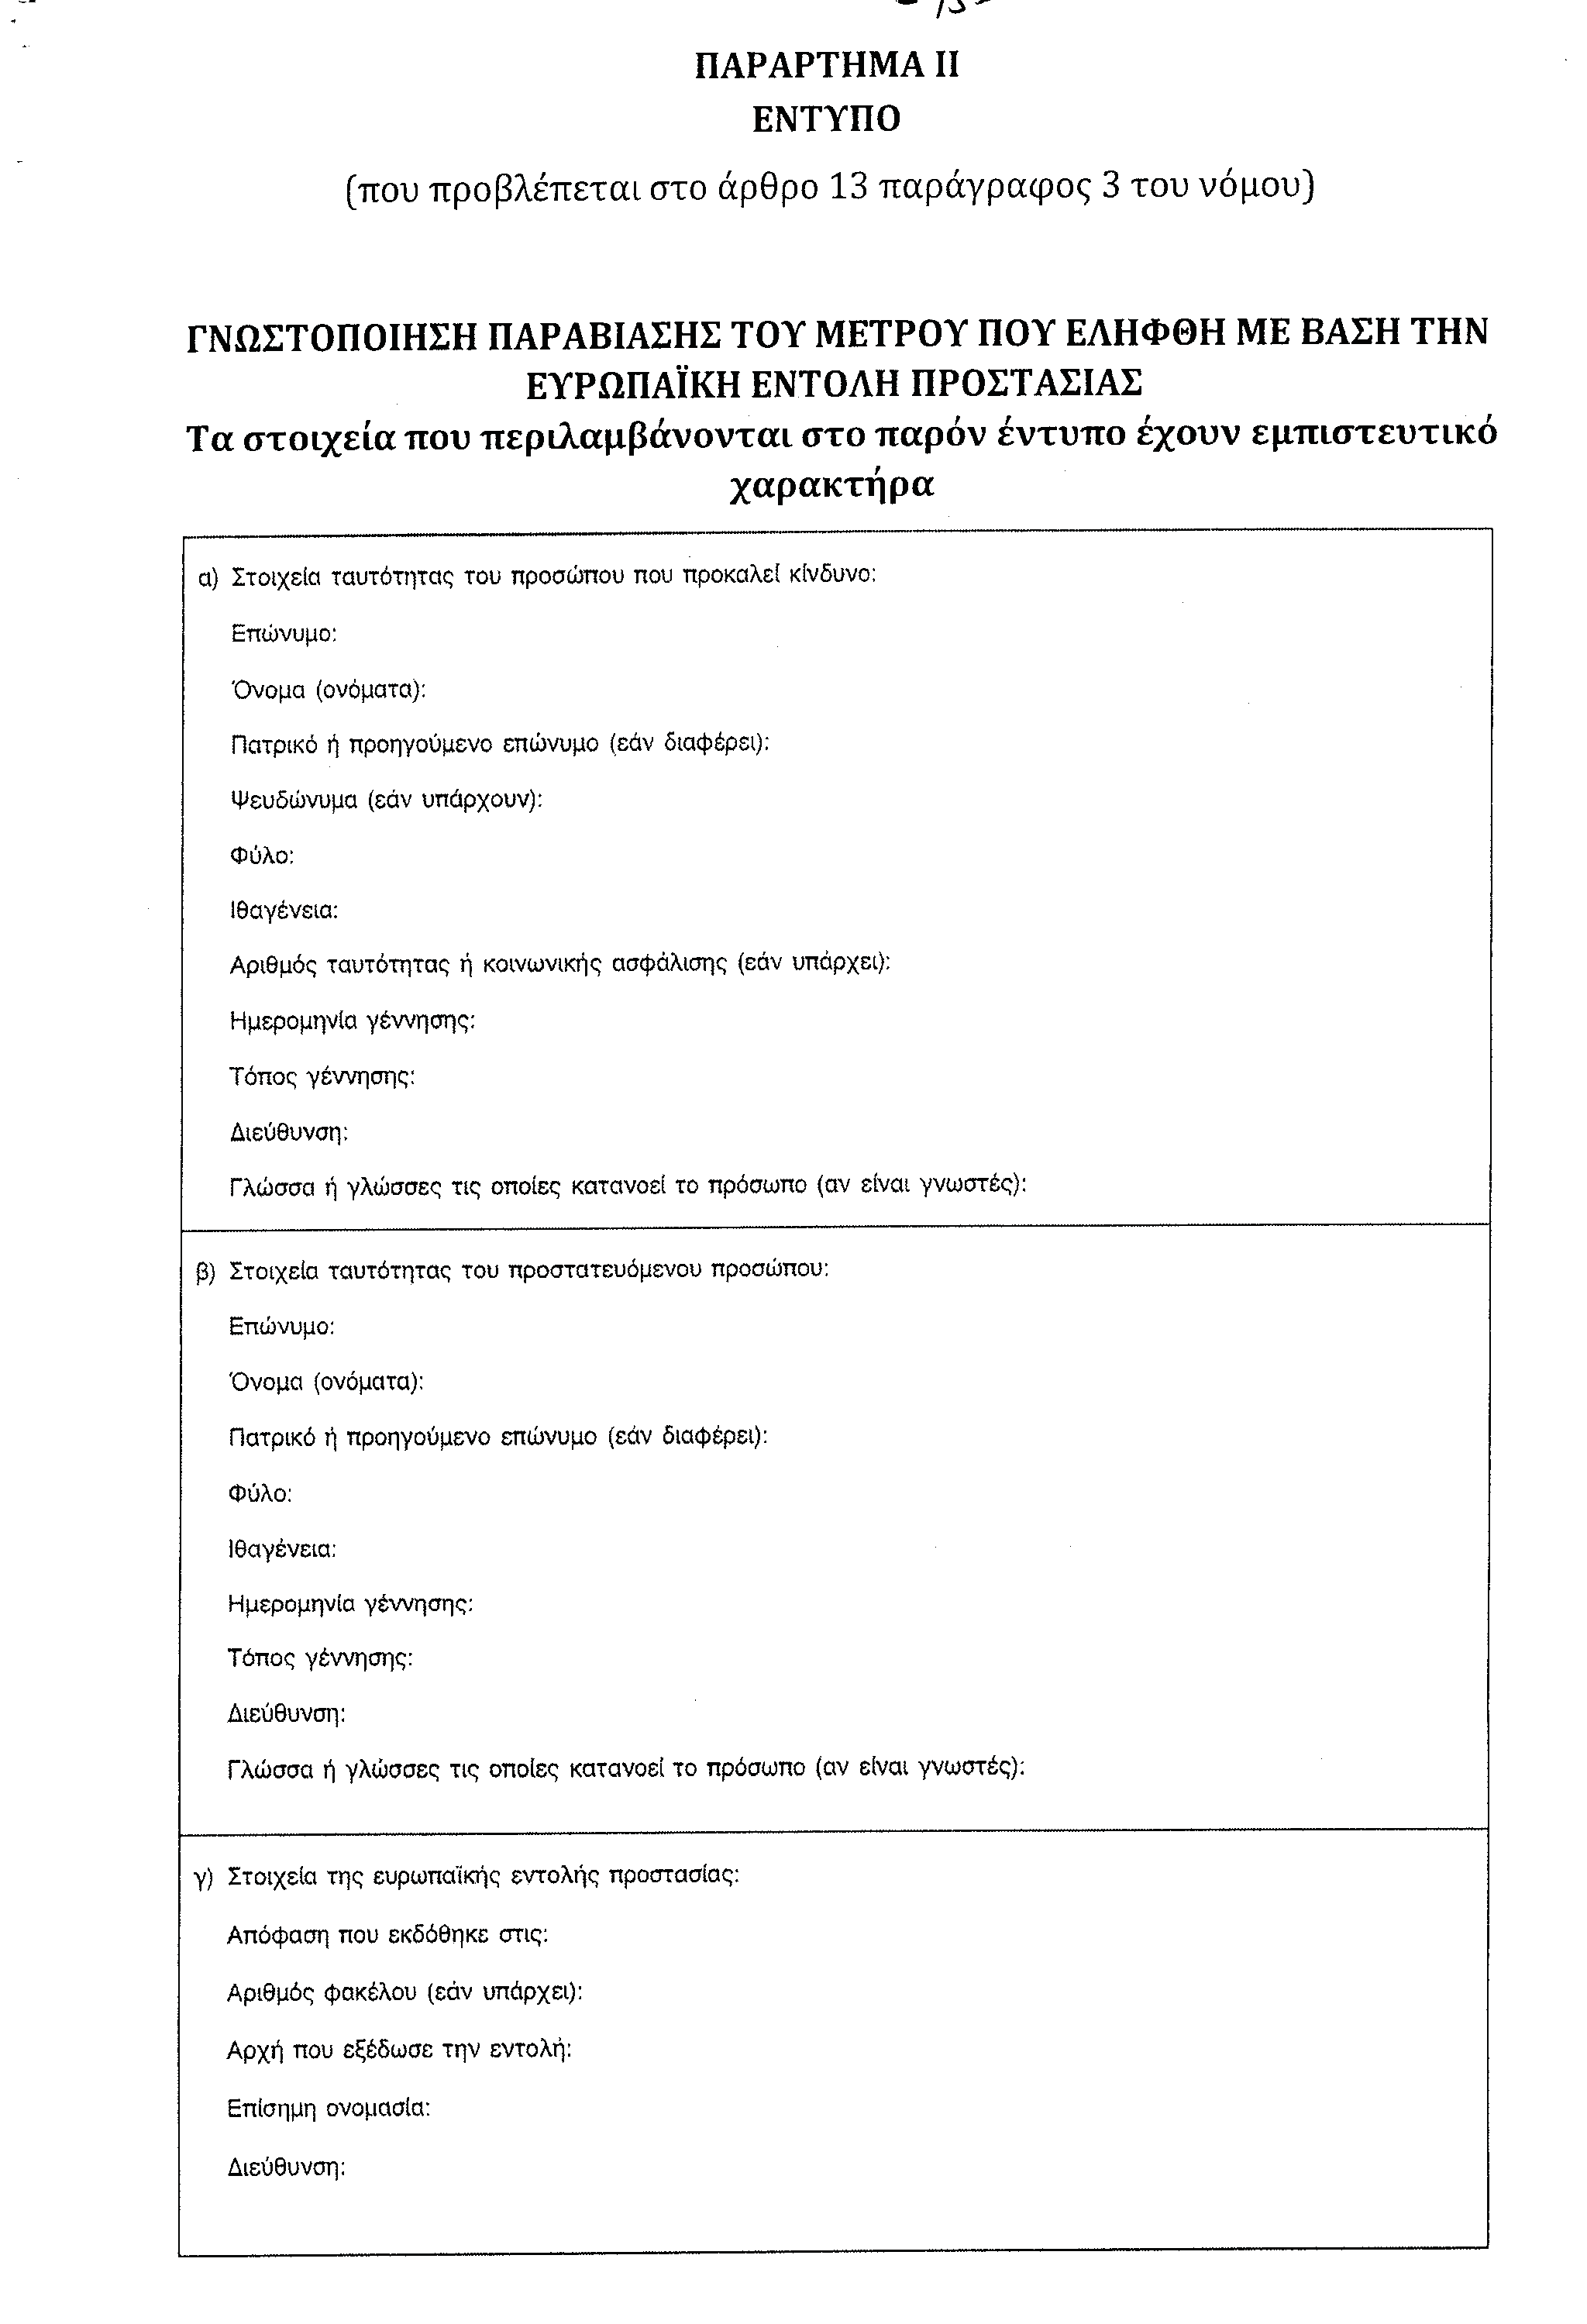 ΠΑΡΑΡΤΗΜΑ ΙΙ
ΕΝΤΥΠΟ
(που προβλέπεται στο άρθρο 13 παράγραφος 3 του νόμου)
ΓΝΩΣΤΟΠΟΙΗΣΗ ΠΑΡΑΒΙΑΣΗΣ ΤΟΥ ΜΕΤΡΟΥ ΠΟΥ ΕΛΗΦΘΗ ΜΕ ΒΑΣΗ ΤΗΝ
ΕΥΡΩΠΑΪΚΗ ΕΝΤΟΛΗ ΠΡΟΣΤΑΣΙΑΣ
Τα στοιχεία που περιλαμβάνονται στο παρόν έντυπο έχουν εμπιστευτικό
χαρακτήρα
α) Στοιχεία ταυτότητας του προσώπου που προκαλεί κίνδυνο:
Επώνυμο:
Όνομα (ονόματα):
Πατρικό ή προηγούμενο επώνυμο (εάν διαφέρει):
Ψευδώνυμα (εάν υπάρχουν):
Φύλο:
Ιθαγένεια:
Αριθμός ταυτότητας ή κοινωνικής ασφάλισης (εάν υπάρχει):
Ημερομηνία γέννησης:
Τόπος γέννησης:
Διεύθυνση:
Γλώσσα ή γλώσσες τις οποίες κατανοεί το πρόσωπο (αν είναι γνωστές):
β) Στοιχεία ταυτότητας του προστατευόμενου προσώπου:
Επώνυμο:
Όνομα (ονόματα):
Πατρικό ή προηγούμενο επώνυμο (εάν διαφέρει):
Φύλο:
Ιθαγένεια:
Ημερομηνία γέννησης:
Τόπος γέννησης:
Διεύθυνση:
Γλώσσα ή γλώσσες τις οποίες κατανοεί το πρόσωπο (αν είναι γνωστές):
γ) Στοιχεία της ευρωπαϊκής εντολής προστασίας:
Απόφαση που εκδόθηκε στις:
Αριθμός φακέλου (εάν υπάρχει):
Αρχή που εξέδωσε την εντολή:
Επίσημη ονομασία:
Διεύθυνση: